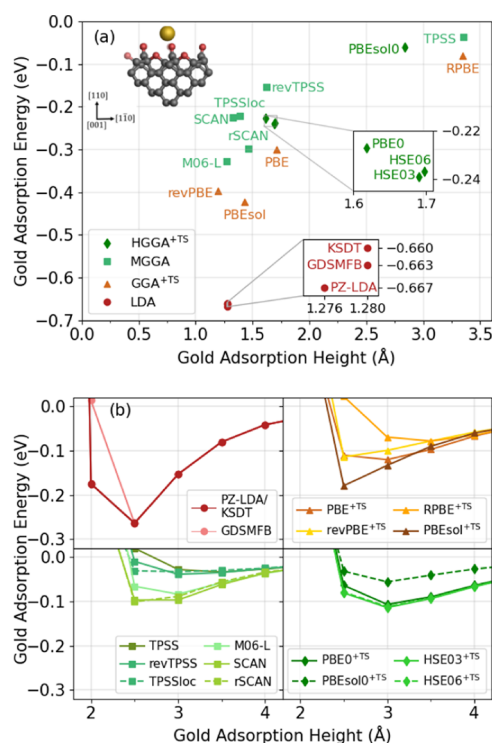 (a)
Gold Adsorption Energy (eV)
0.0
−0.1
−0.2
−0.3
−0.4
−0.5
−0.6
−0.7
[110]
[001]
[11̄0]
PBEsol0
TPSS
RPBE
revTPSS
TPSSloc
SCAN
rSCAN
M06-L
PBE
revPBE
PBEsol
PBE0
HSE06
HSE03
−0.22
−0.24
1.6
1.7
HGGA+TS
MGGA
GGA+TS
LDA
KSDT
GDSMFB
PZ-LDA
−0.660
−0.663
−0.667
1.276
1.280
0.0
0.5
1.0
1.5
2.0
2.5
3.0
3.5
Gold Adsorption Height (Å)
(b)
Gold Adsorption Energy (eV)
0.0
−0.1
−0.2
−0.3
PZ-LDA/
KSDT
GDSMFB
PBE+TS
RPBE+TS
revPBE+TS
PBEsol+TS
0.0
−0.1
−0.2
−0.3
TPSS
M06-L
revTPSS
SCAN
TPSSloc
rSCAN
PBE0+TS
HSE03+TS
PBEsol0+TS
HSE06+TS
2
3
4
2
3
4
Gold Adsorption Height (Å)